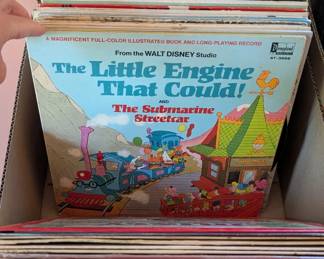 A MAGNIFICENT FULL-COLOR ILLUSTRATED BOOK AND LONG-PLAYING RECORD
From the WALT DISNEY Studio
The Little Engine
That Could!
AND
The Submarine
Streetcar